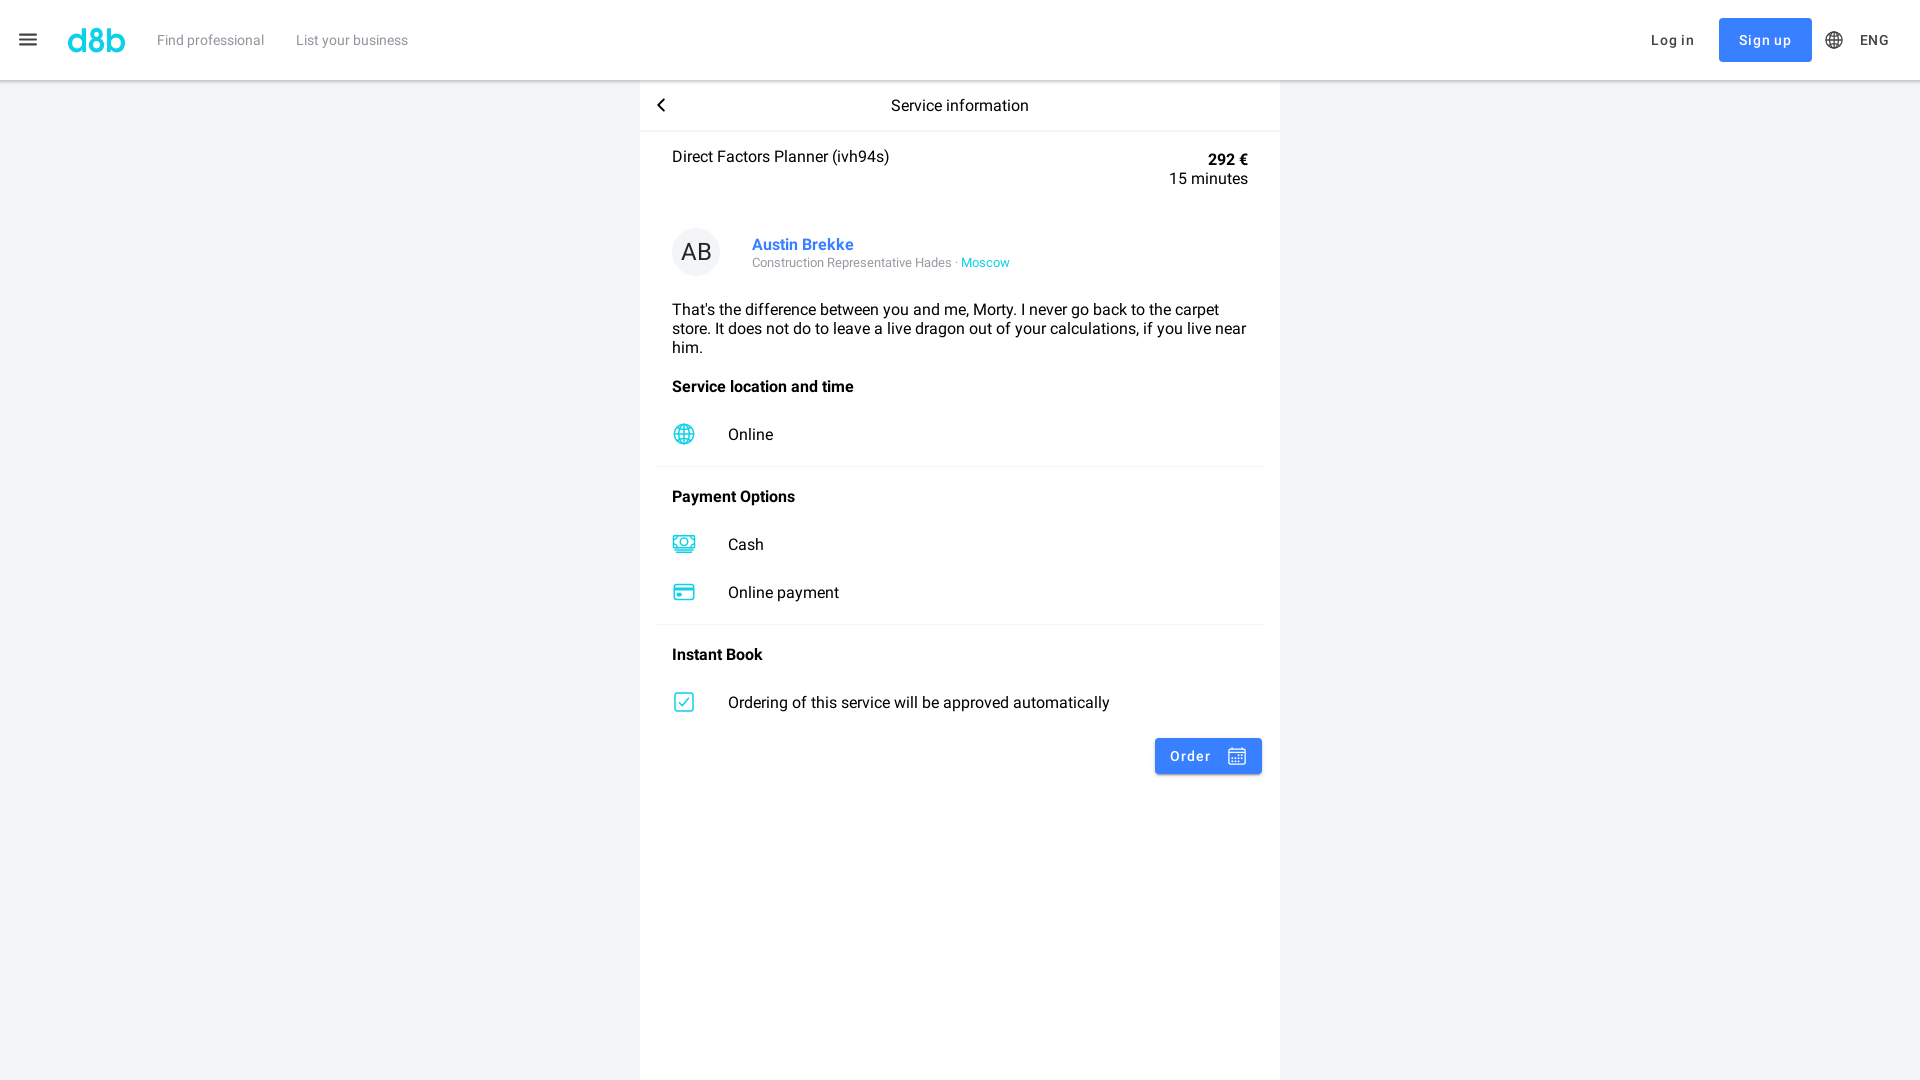 d8b
Find professional
List your business
Log in
Sign up
ENG
Service information
Direct Factors Planner (ivh94s)
292 €
15 minutes
AB
Austin Brekke
Construction Representative Hades · Moscow
That's the difference between you and me, Morty. I never go back to the carpet
store. It does not do to leave a live dragon out of your calculations, if you live near
him.
Service location and time
Online
Payment Options
Cash
Online payment
Instant Book
Ordering of this service will be approved automatically
Order